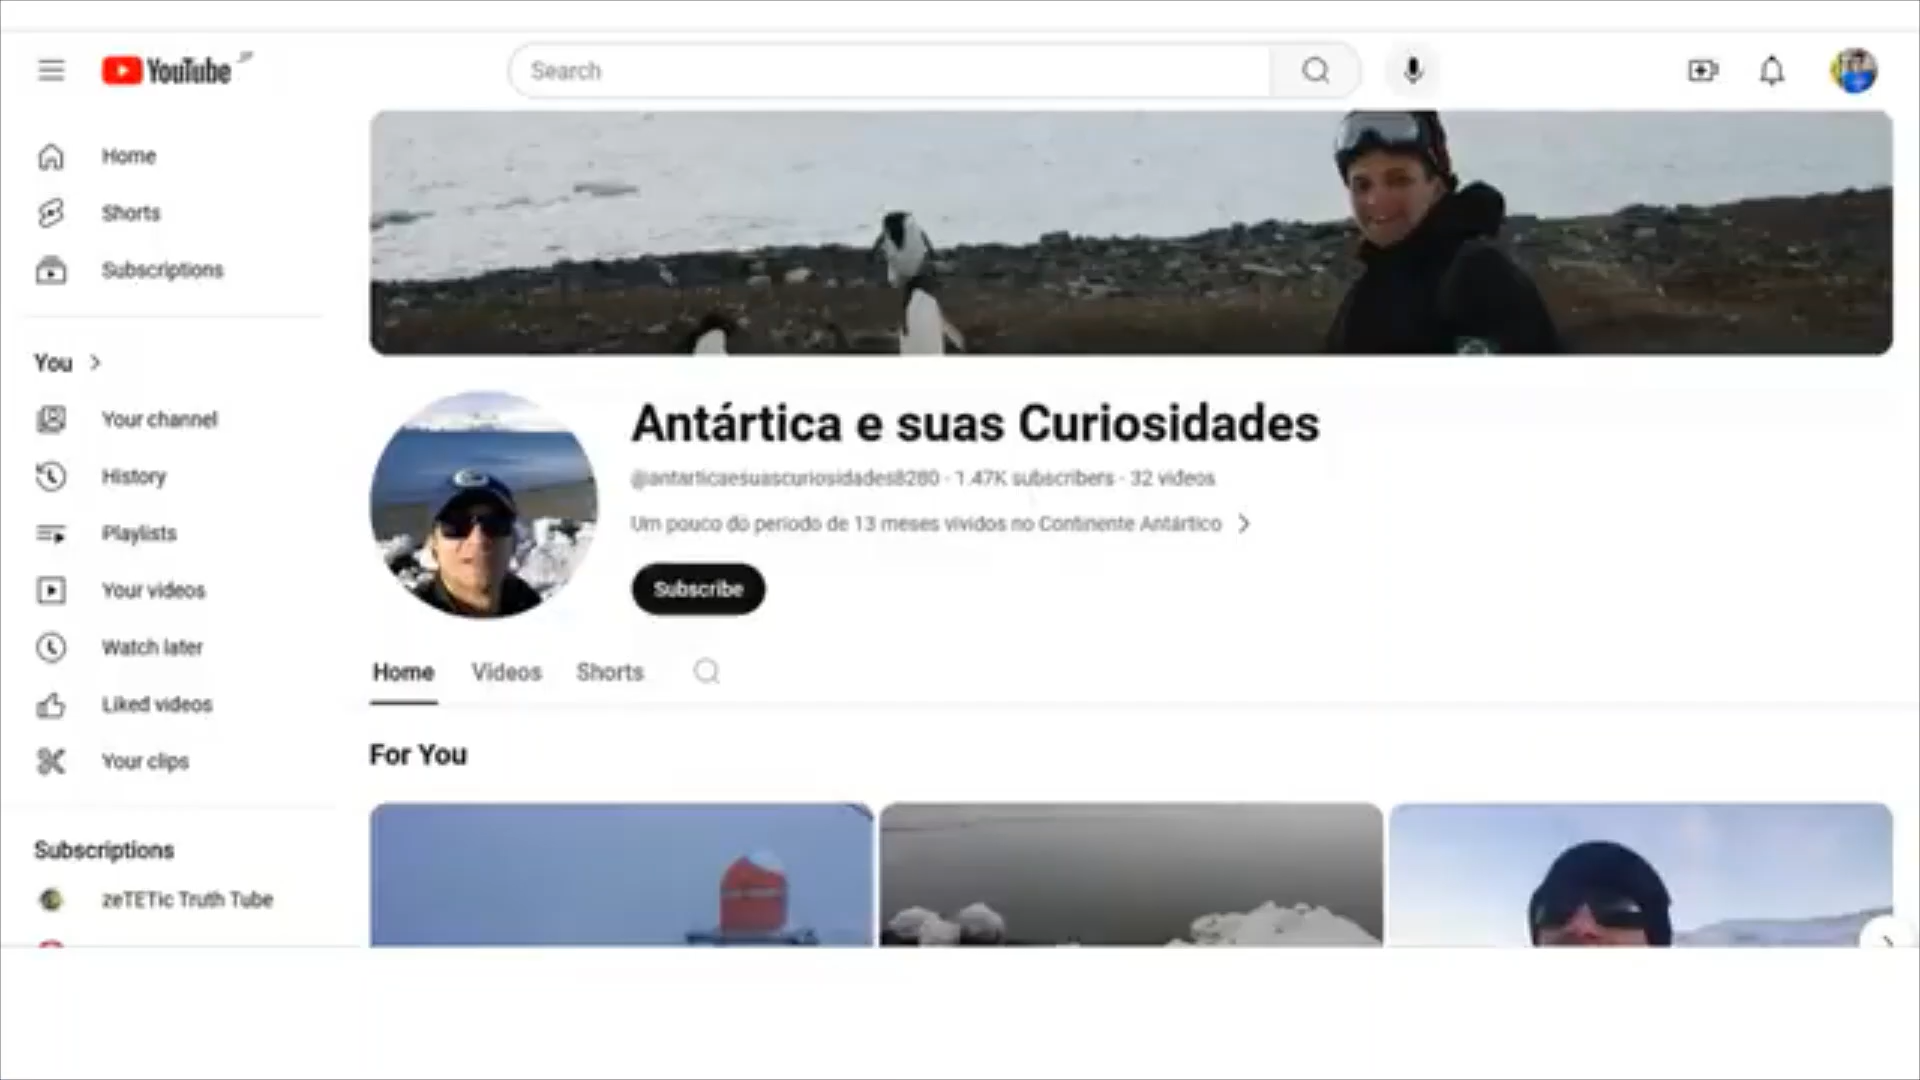 YouTube JP
Search
Home
Shorts
Subscriptions
You
Your channel
History
Playlists
Your videos
Watch later
Liked videos
Your clips
Subscriptions
zeTETic Truth Tube
Antártica e suas Curiosidades
@antarticaesuascuriosidades8280 · 1.47K subscribers · 32 videos
Um pouco do período de 13 meses vividos no Continente Antártico
Subscribe
Home Videos Shorts
For You